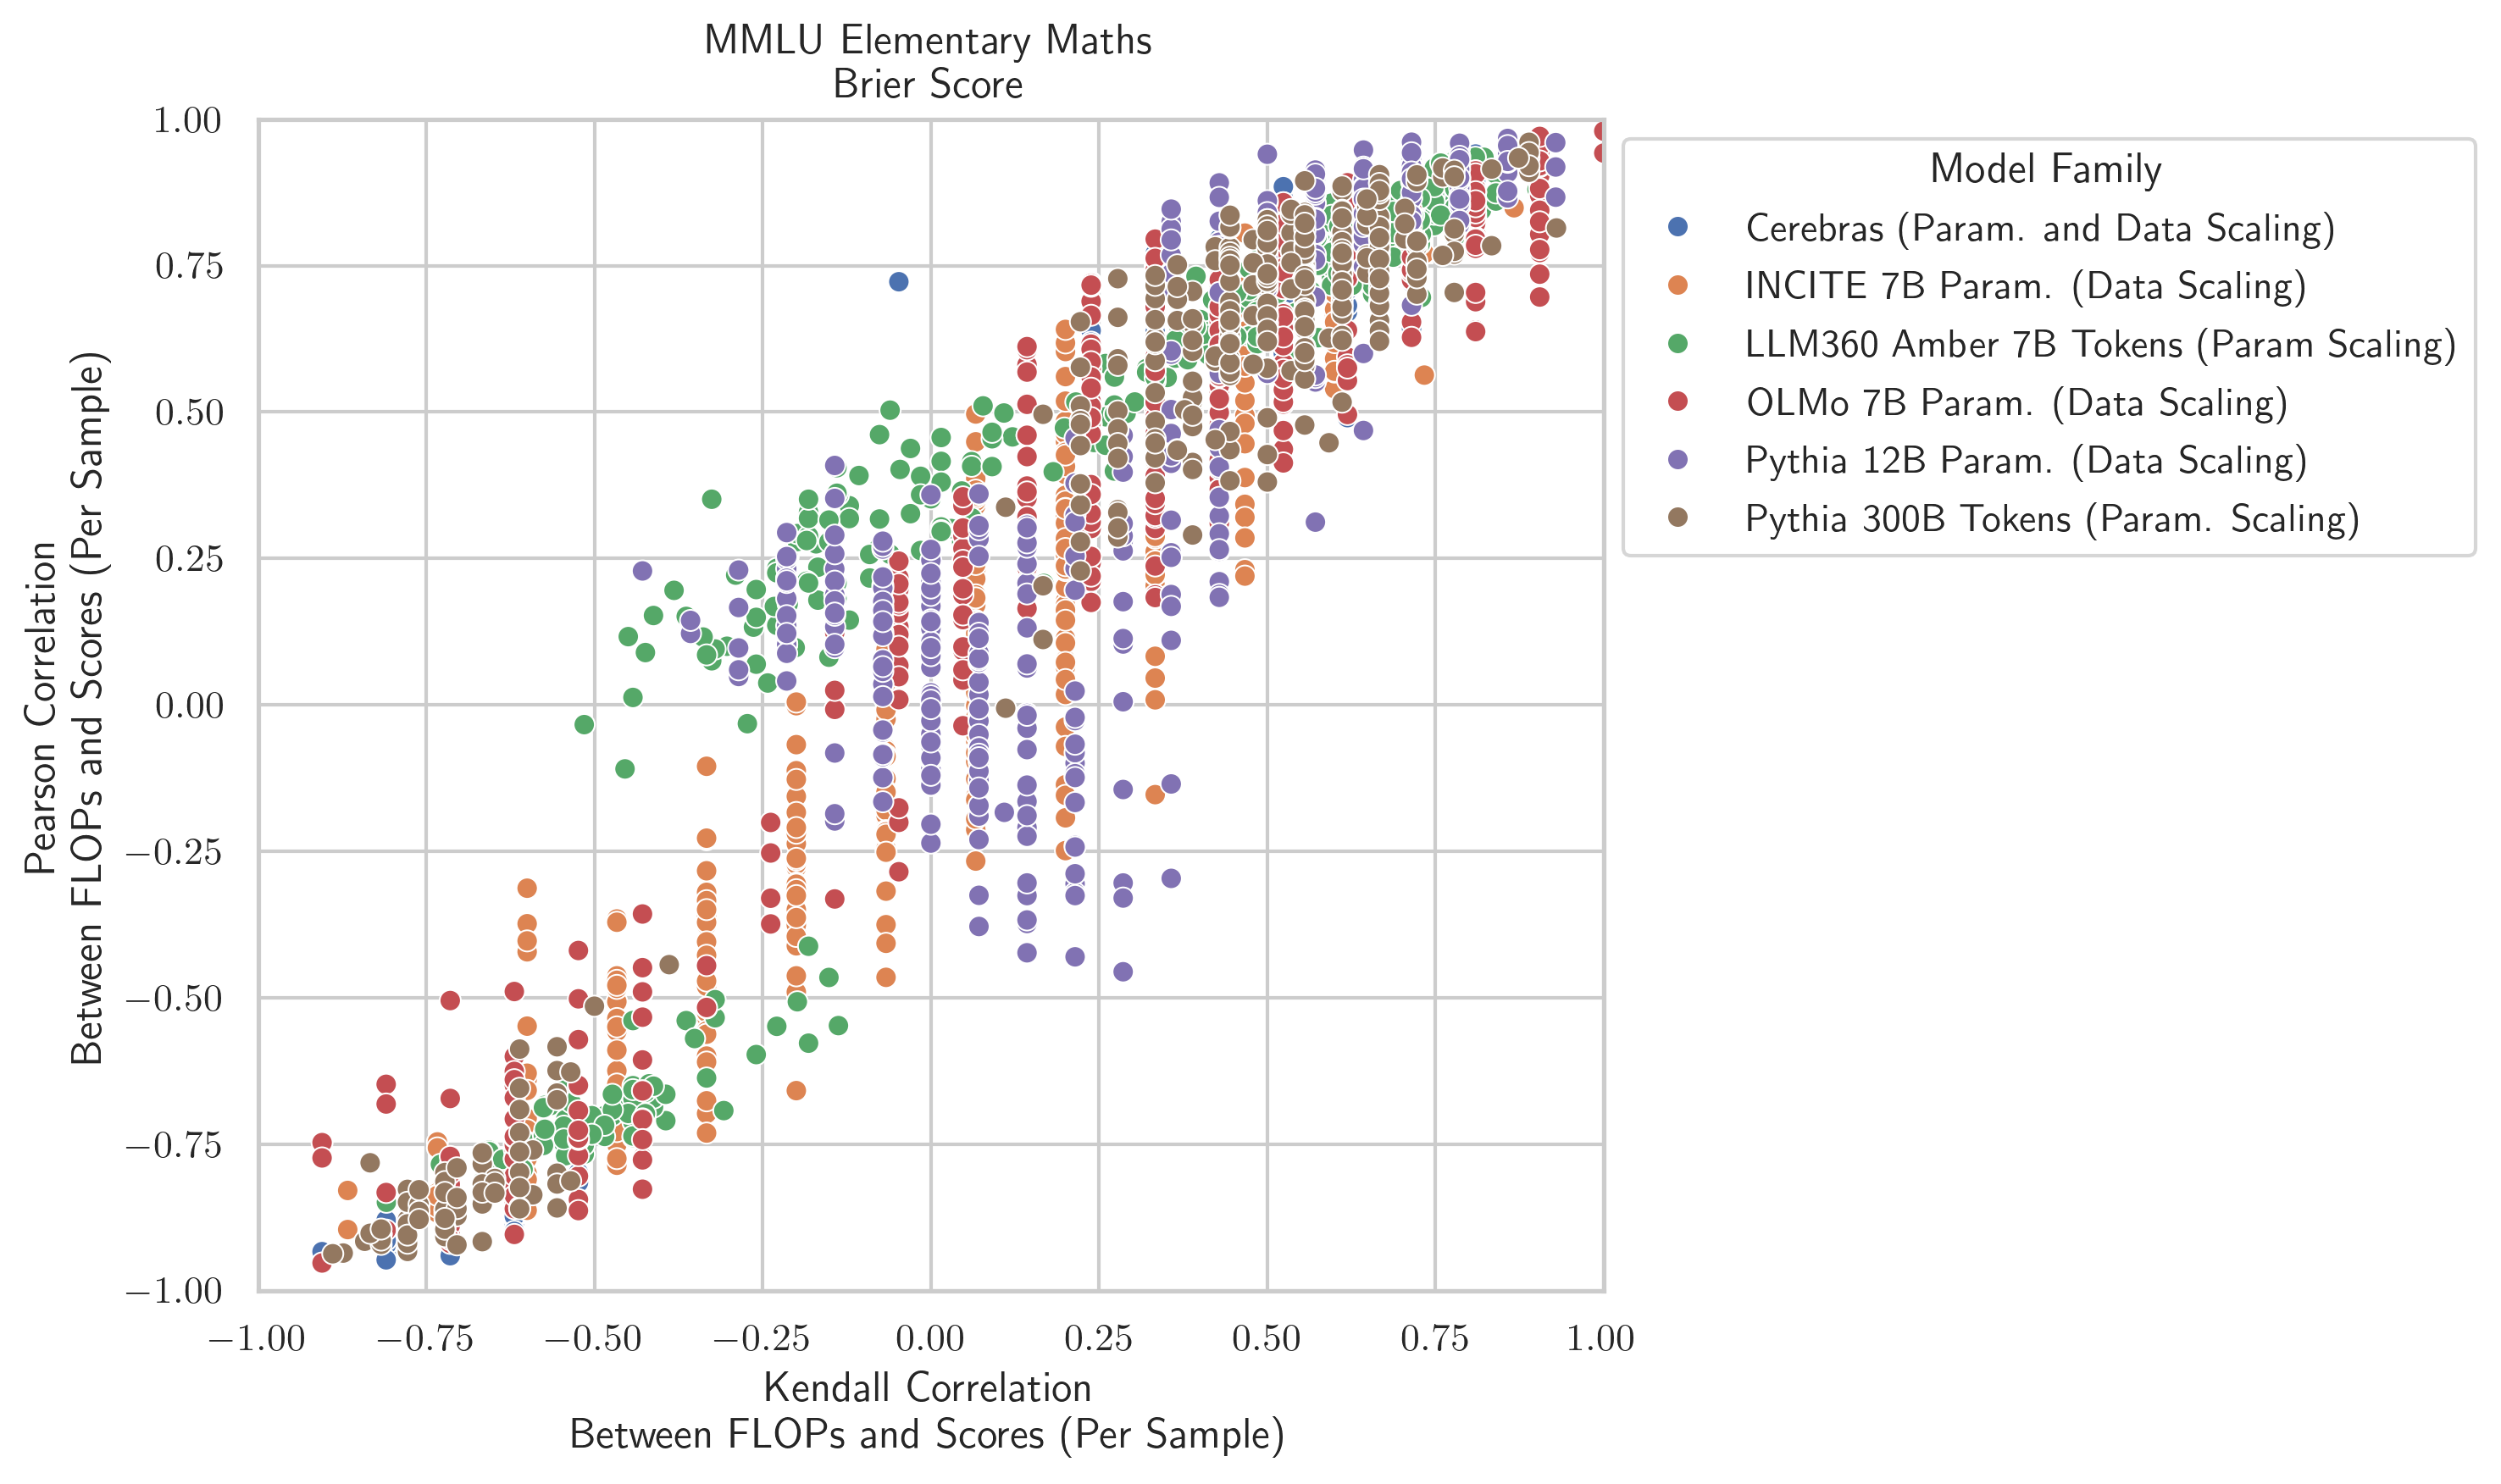 MMLU Elementary Maths
Brier Score
Pearson Correlation
Between FLOPs and Scores (Per Sample)
1.00
0.75
0.50
0.25
0.00
−0.25
−0.50
−0.75
−1.00
−1.00 −0.75 −0.50 −0.25 0.00 0.25 0.50 0.75 1.00
Kendall Correlation
Between FLOPs and Scores (Per Sample)
Model Family
Cerebras (Param. and Data Scaling)
INCITE 7B Param. (Data Scaling)
LLM360 Amber 7B Tokens (Param Scaling)
OLMo 7B Param. (Data Scaling)
Pythia 12B Param. (Data Scaling)
Pythia 300B Tokens (Param. Scaling)